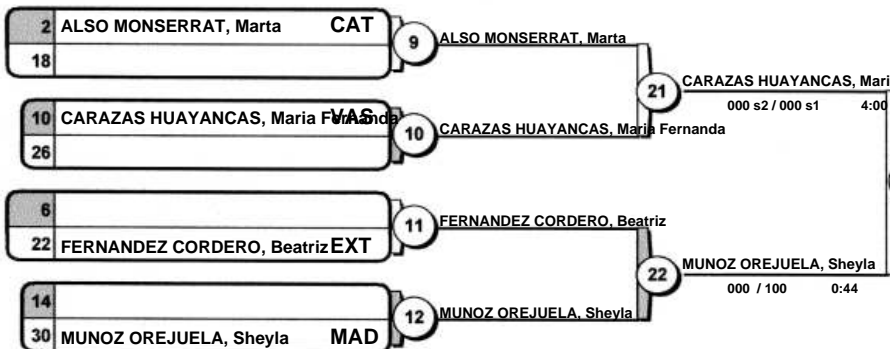 2 ALSO MONSERRAT, Marta CAT
18
9 ALSO MONSERRAT, Marta
10 CARAZAS HUAYANCAS, Maria Fernanda VAS
26
10 CARAZAS HUAYANCAS, Maria Fernanda
21 CARAZAS HUAYANCAS, Mari
000 s2 / 000 s1 4:00
6
22 FERNANDEZ CORDERO, Beatriz EXT
11 FERNANDEZ CORDERO, Beatriz
14
30 MUNOZ OREJUELA, Sheyla MAD
12 MUNOZ OREJUELA, Sheyla
22 MUNOZ OREJUELA, Sheyla
000 / 100 0:44